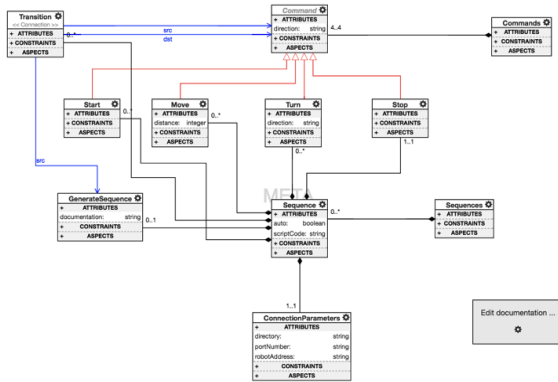 Transition
<< Connection >>
+ ATTRIBUTES
+ CONSTRAINTS
+ ASPECTS
0..*
src
dst
Command
+ ATTRIBUTES
direction: string
+ CONSTRAINTS
+ ASPECTS
4..4
Commands
+ ATTRIBUTES
+ CONSTRAINTS
+ ASPECTS
Start
+ ATTRIBUTES
+ CONSTRAINTS
+ ASPECTS
0..*
Move
+ ATTRIBUTES
distance: integer
+ CONSTRAINTS
+ ASPECTS
0..*
Turn
+ ATTRIBUTES
direction: string
+ CONSTRAINTS
+ ASPECTS
0..*
Stop
+ ATTRIBUTES
+ CONSTRAINTS
+ ASPECTS
1..1
src
META
GenerateSequence
+ ATTRIBUTES
documentation: string
+ CONSTRAINTS
+ ASPECTS
0..1
Sequence
+ ATTRIBUTES
auto: boolean
scriptCode: string
+ CONSTRAINTS
+ ASPECTS
0..*
Sequences
+ ATTRIBUTES
+ CONSTRAINTS
+ ASPECTS
1..1
ConnectionParameters
+ ATTRIBUTES
directory: string
portNumber: string
robotAddress: string
+ CONSTRAINTS
+ ASPECTS
Edit documentation ...